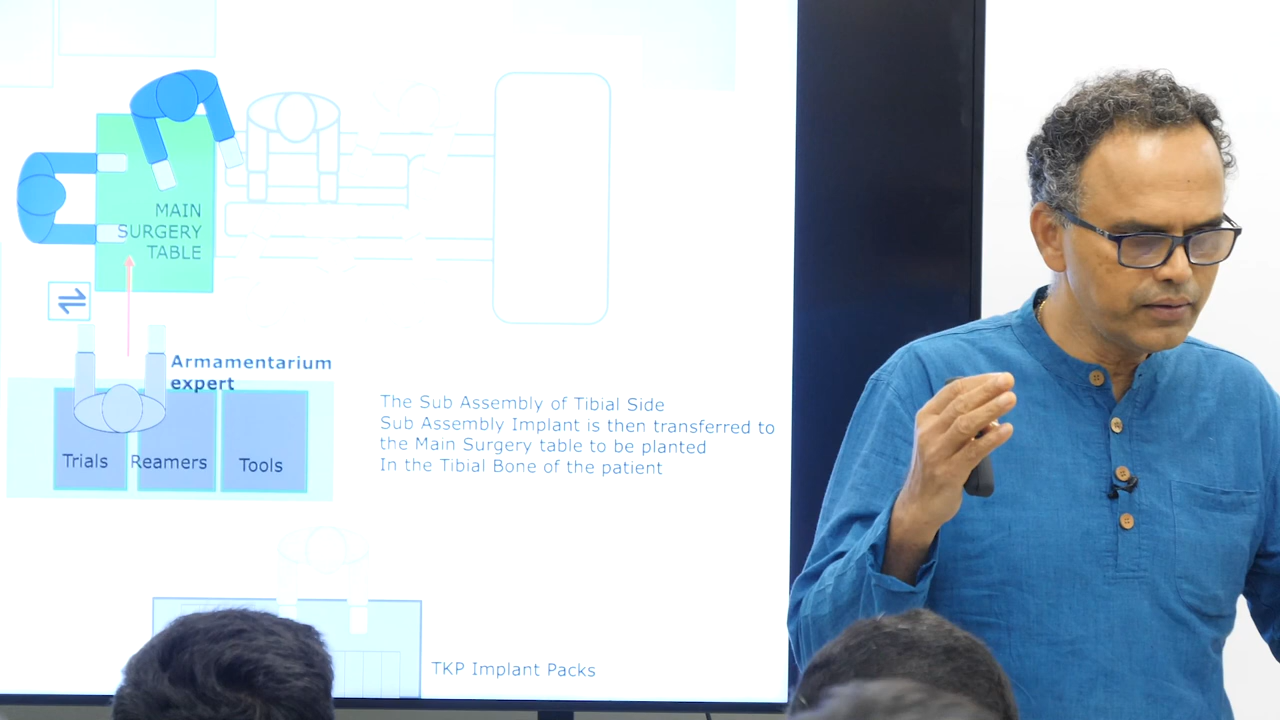 MAIN
SURGERY
TABLE
Armamentarium
expert
Trials
Reamers
Tools
The Sub Assembly of Tibial Side
Sub Assembly Implant is then transferred to
the Main Surgery table to be planted
In the Tibial Bone of the patient
TKP Implant Packs